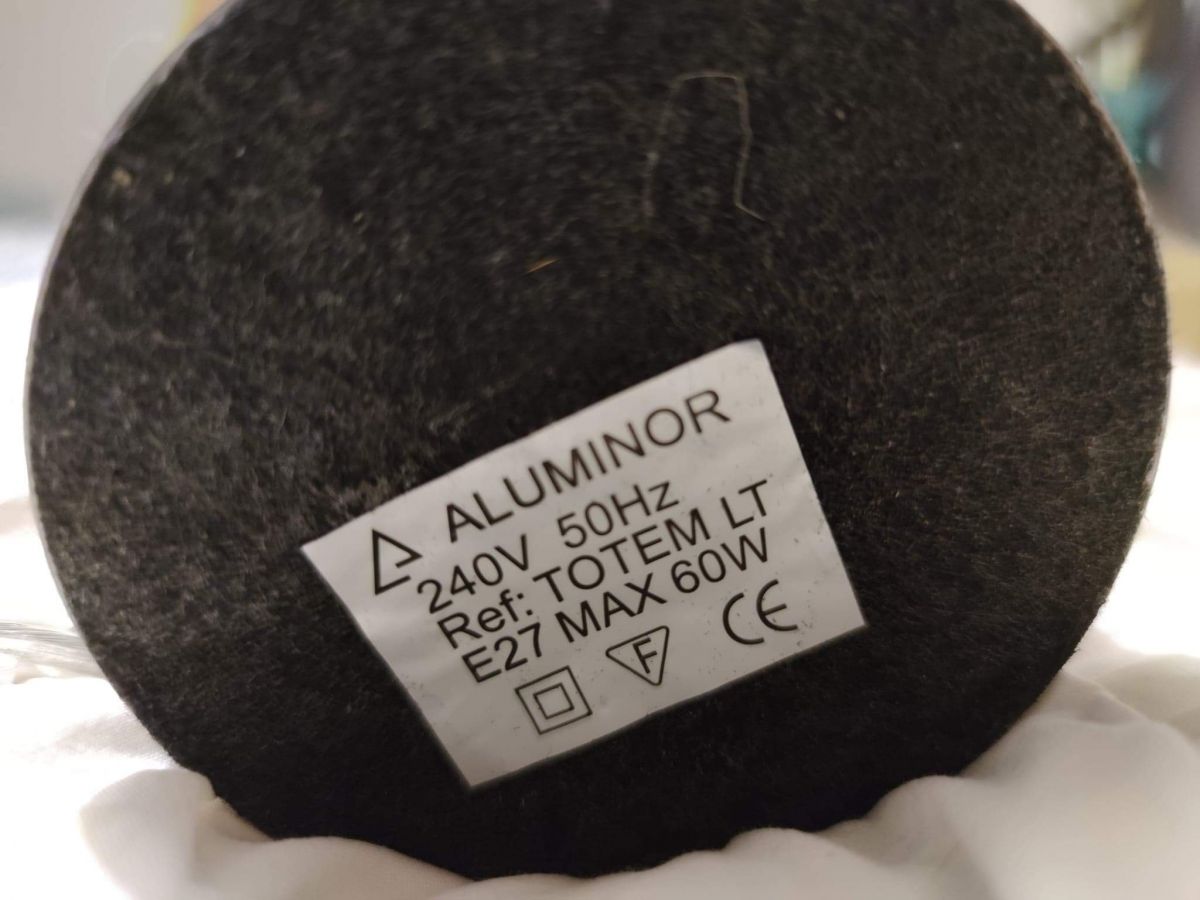 ALUMINOR
240V 50Hz
Ref: TOTEM LT
E27 MAX 60W
F CE